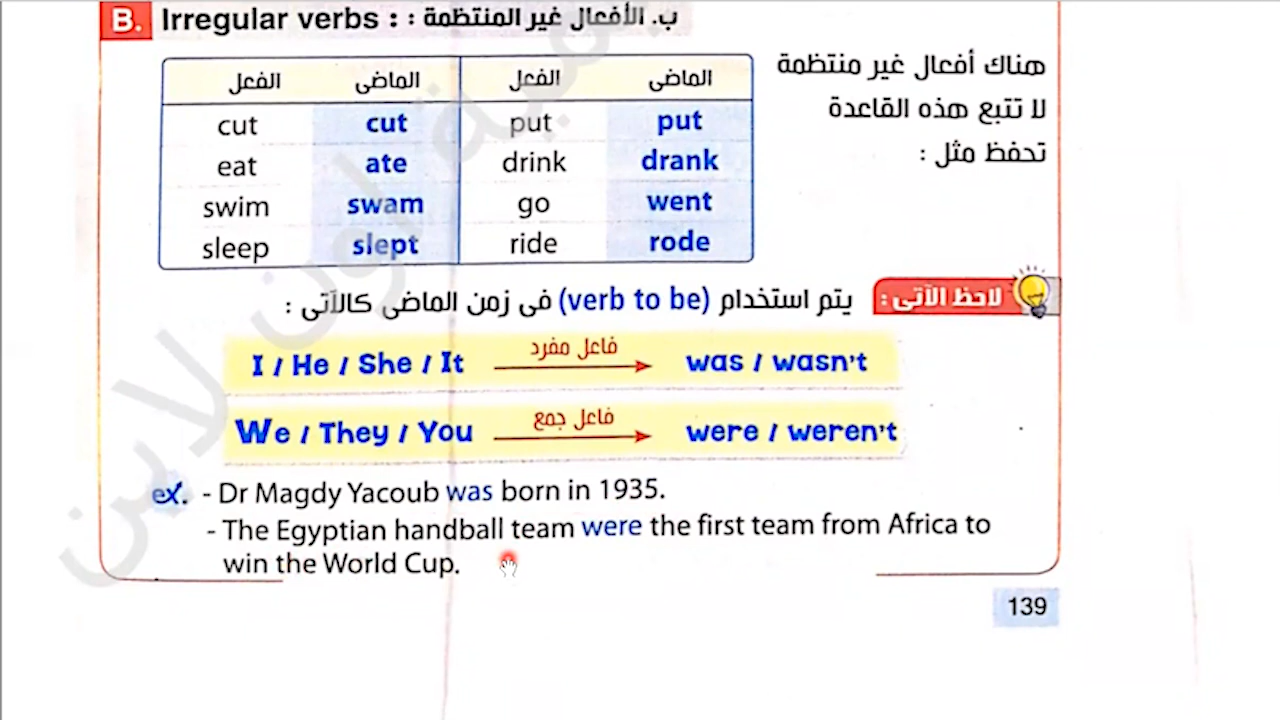 B. Irregular verbs : ب. الأفعال غير المنتظمة :
هناك أفعال غير منتظمة
لا تتبع هذه القاعدة
تحفظ مثل :
الفعل الماضى الفعل الماضى
cut cut put put
eat ate drink drank
swim swam go went
sleep slept ride rode
لاحظ الآتى :
يتم استخدام (verb to be) فى زمن الماضى كالآتى :
I / He / She / It فاعل مفرد was / wasn't
We / They / You فاعل جمع were / weren't
ex. - Dr Magdy Yacoub was born in 1935.
- The Egyptian handball team were the first team from Africa to
win the World Cup.
139
اون لاين